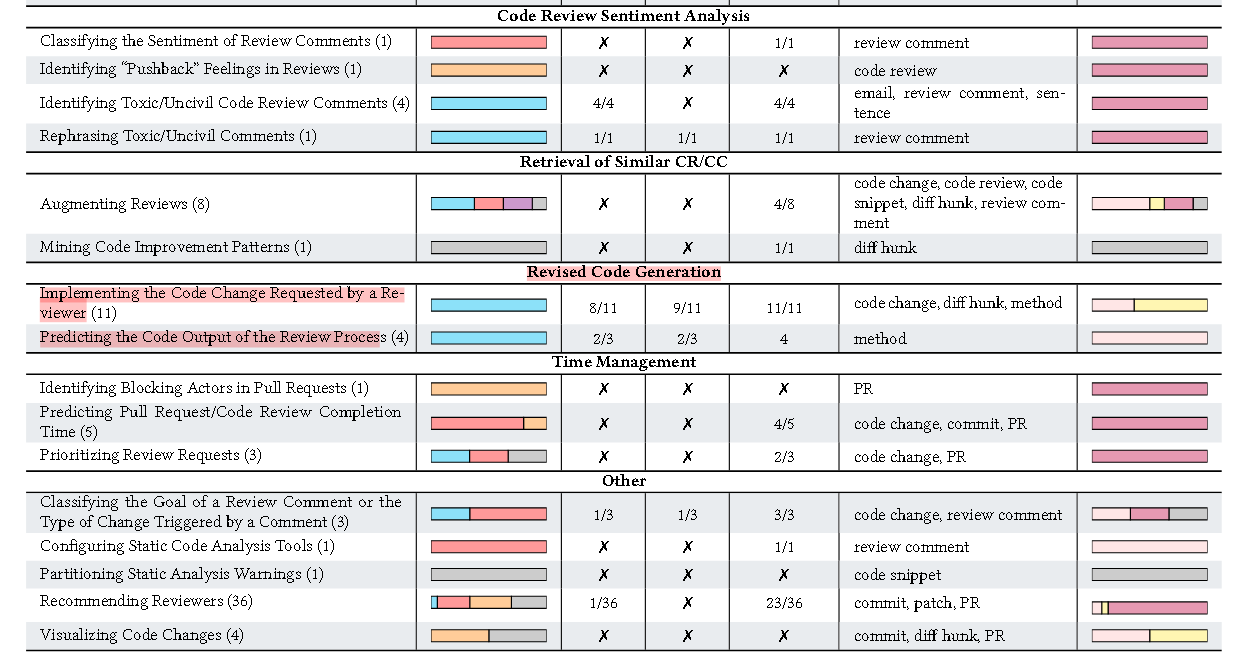 Code Review Sentiment Analysis
Classifying the Sentiment of Review Comments (1) ✗ ✗ 1/1 review comment
Identifying “Pushback” Feelings in Reviews (1) ✗ ✗ ✗ code review
Identifying Toxic/Uncivil Code Review Comments (4) 4/4 ✗ 4/4 email, review comment, sen-
tence
Rephrasing Toxic/Uncivil Comments (1) 1/1 1/1 1/1 review comment
Retrieval of Similar CR/CC
Augmenting Reviews (8) ✗ ✗ 4/8 code change, code review, code
snippet, diff hunk, review com-
ment
Mining Code Improvement Patterns (1) ✗ ✗ 1/1 diff hunk
Revised Code Generation
Implementing the Code Change Requested by a Re-
viewer (11) 8/11 9/11 11/11 code change, diff hunk, method
Predicting the Code Output of the Review Process (4) 2/3 2/3 4 method
Time Management
Identifying Blocking Actors in Pull Requests (1) ✗ ✗ ✗ PR
Predicting Pull Request/Code Review Completion
Time (5) ✗ ✗ 4/5 code change, commit, PR
Prioritizing Review Requests (3) ✗ ✗ 2/3 code change, PR
Other
Classifying the Goal of a Review Comment or the
Type of Change Triggered by a Comment (3) 1/3 1/3 3/3 code change, review comment
Configuring Static Code Analysis Tools (1) ✗ ✗ 1/1 review comment
Partitioning Static Analysis Warnings (1) ✗ ✗ ✗ code snippet
Recommending Reviewers (36) 1/36 ✗ 23/36 commit, patch, PR
Visualizing Code Changes (4) ✗ ✗ ✗ commit, diff hunk, PR